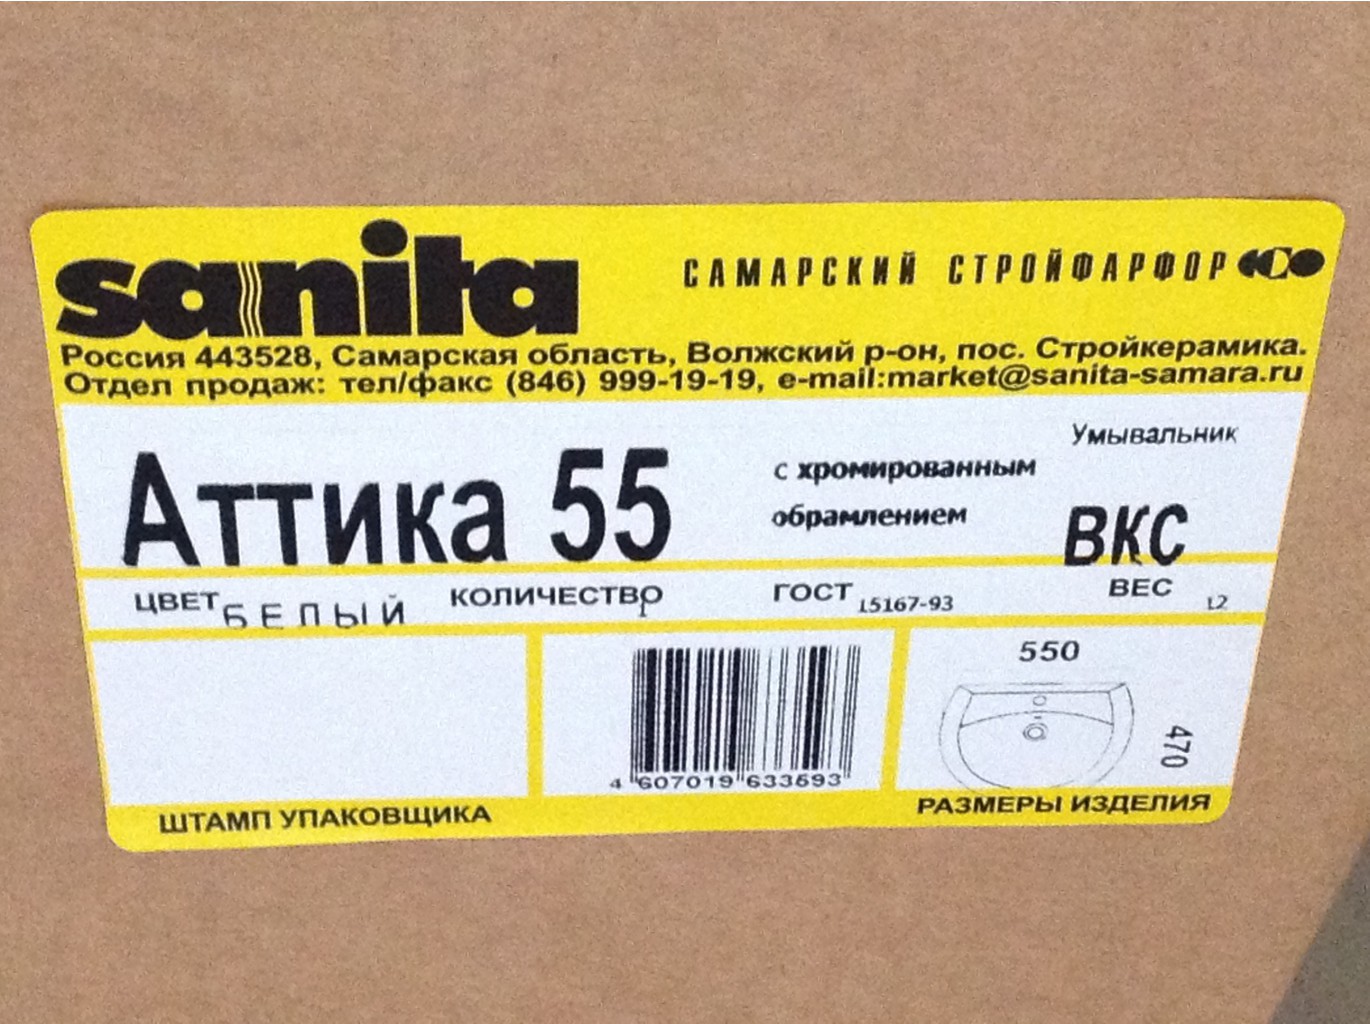 sanita
САМАРСКИЙ СТРОЙФАРФОР
Россия 443528, Самарская область, Волжский р-он, пос. Стройкерамика.
Отдел продаж: тел/факс (846) 999-19-19, e-mail:market@sanita-samara.ru
Умывальник
Аттика 55
с хромированным
обрамлением
ВКС
ЦВЕТ БЕЛЫЙ КОЛИЧЕСТВО ГОСТ 15167-93 ВЕС 12
550
470
4 607019 633593
ШТАМП УПАКОВЩИКА
РАЗМЕРЫ ИЗДЕЛИЯ